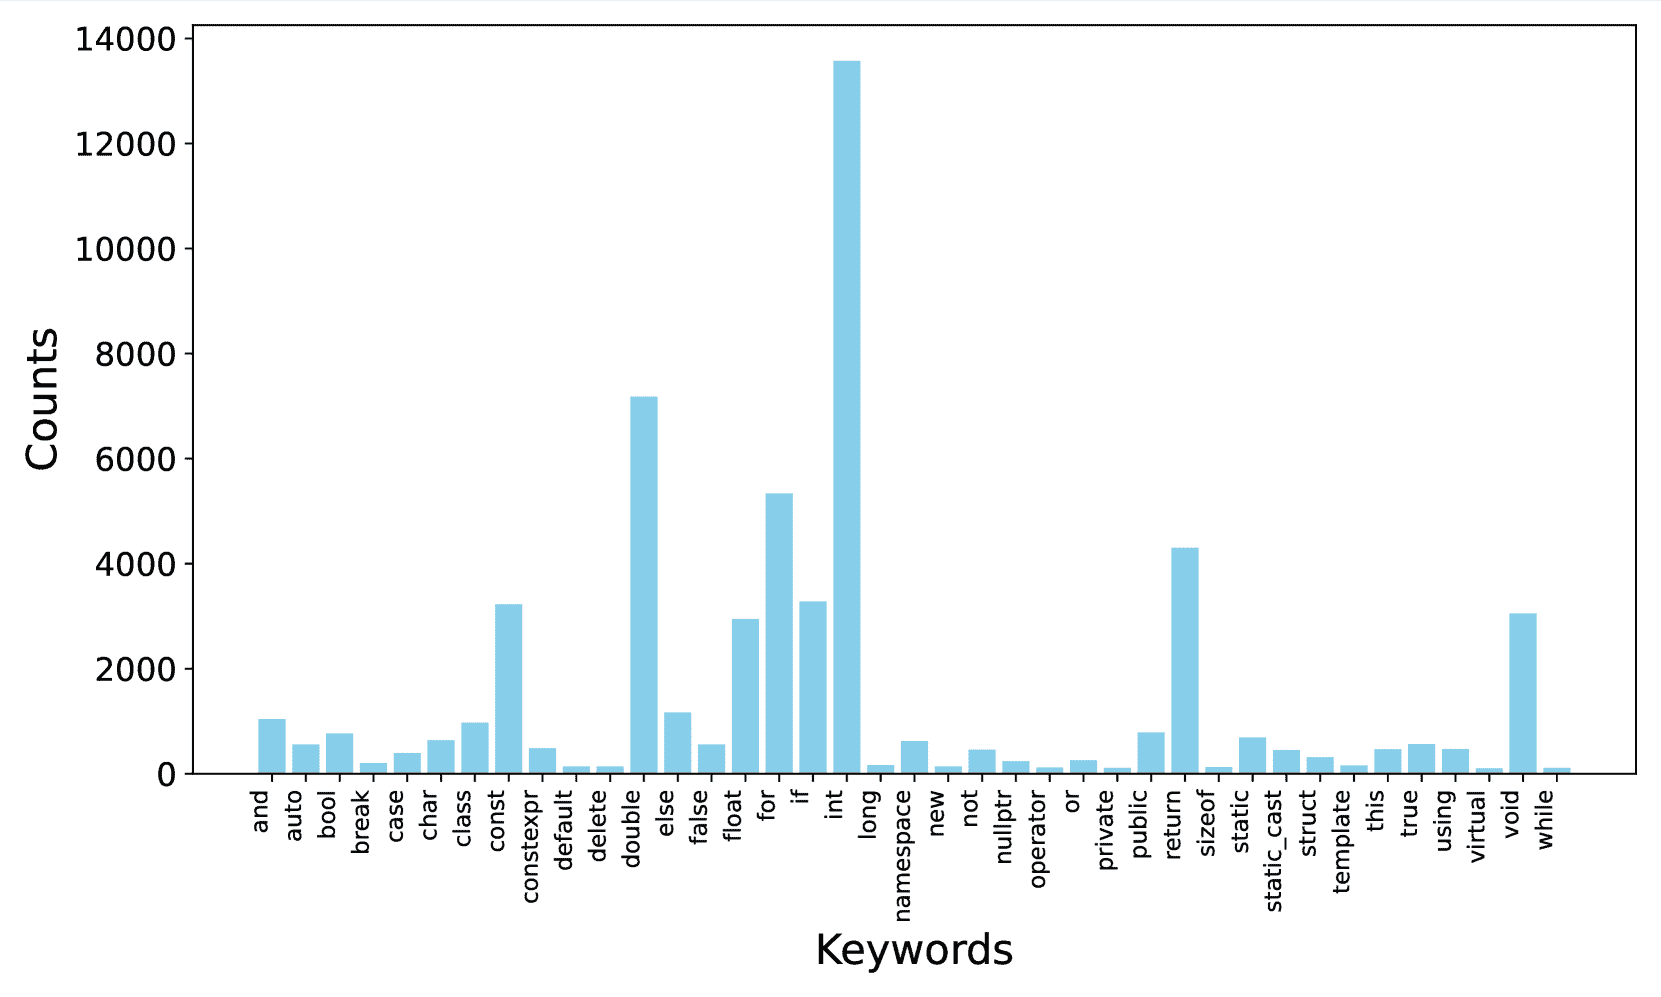 14000
12000
10000
8000
6000
4000
2000
0
Counts
and
auto
bool
break
case
char
class
const
constexpr
default
delete
double
else
false
float
for
if
int
long
namespace
new
not
nullptr
operator
or
private
public
return
sizeof
static
static_cast
struct
template
this
true
using
virtual
void
while
Keywords